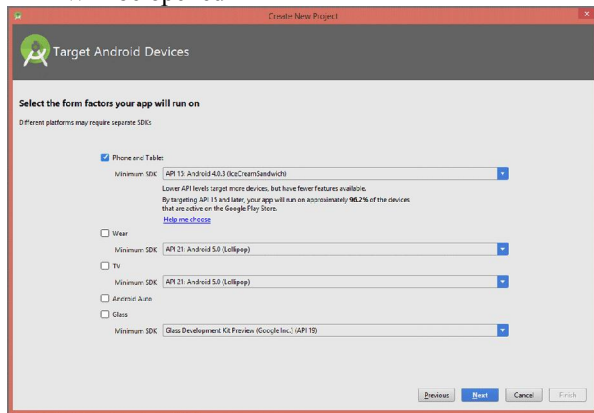 be opened
Create New Project
Target Android Devices
Select the form factors your app will run on
Different platforms may require separate SDKs
Phone and Tablet
Minimum SDK API 15: Android 4.0.3 (IceCreamSandwich)
Lower API levels target more devices, but have fewer features available.
By targeting API 15 and later, your app will run on approximately 96.2% of the devices
that are active on the Google Play Store.
Help me choose
Wear
Minimum SDK API 21: Android 5.0 (Lollipop)
TV
Minimum SDK API 21: Android 5.0 (Lollipop)
Android Auto
Glass
Minimum SDK Glass Development Kit Preview (Google Inc.) (API 19)
Previous Next Cancel Finish